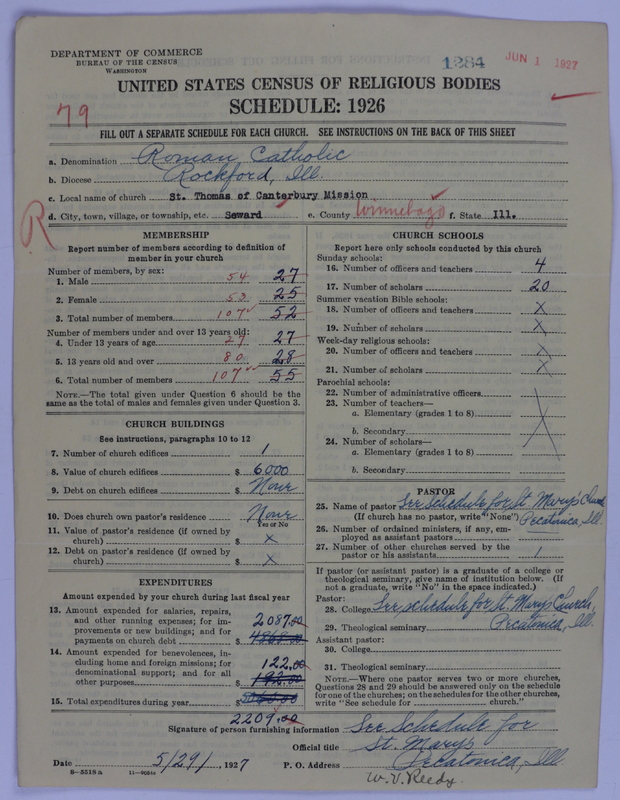 DEPARTMENT OF COMMERCE
BUREAU OF THE CENSUS
WASHINGTON
1284
JUN 1 1927
UNITED STATES CENSUS OF RELIGIOUS BODIES
SCHEDULE: 1926
79
FILL OUT A SEPARATE SCHEDULE FOR EACH CHURCH. SEE INSTRUCTIONS ON THE BACK OF THIS SHEET
a. Denomination Roman Catholic
b. Diocese Rockford, Ill.
c. Local name of church St. Thomas of Canterbury Mission
R
d. City, town, village, or township, etc. Seward e. County Winnebago f. State Ill.
MEMBERSHIP
Report number of members according to definition of
member in your church
Number of members, by sex:
1. Male 54 27
2. Female 53 25
3. Total number of members 107 52
Number of members under and over 13 years old:
4. Under 13 years of age 27 27
5. 13 years old and over 80 28
6. Total number of members 107 55
NOTE.—The total given under Question 6 should be
same as the total of males and females given under Question 3.
CHURCH BUILDINGS
See instructions, paragraphs 10 to 12
7. Number of church edifices 1
8. Value of church edifices $ 6000
9. Debt on church edifices $ None
10. Does church own pastor's residence None
Yes or No
11. Value of pastor's residence (if owned by
church) $ X
12. Debt on pastor's residence (if owned by
church) $ X
EXPENDITURES
Amount expended by your church during last fiscal year
13. Amount expended for salaries, repairs,
and other running expenses; for im-
provements or new buildings; and for
payments on church debt $ 2087.00
14. Amount expended for benevolences, in-
cluding home and foreign missions; for
denominational support; and for all
other purposes $ 122.00
15. Total expenditures during year $
2209.00
CHURCH SCHOOLS
Report here only schools conducted by this church
Sunday schools:
16. Number of officers and teachers 4
17. Number of scholars 20
Summer vacation Bible schools:
18. Number of officers and teachers X
19. Number of scholars X
Week-day religious schools:
20. Number of officers and teachers X
21. Number of scholars X
Parochial schools:
22. Number of administrative officers
23. Number of teachers—
a. Elementary (grades 1 to 8)
b. Secondary
24. Number of scholars—
a. Elementary (grades 1 to 8)
b. Secondary
PASTOR
25. Name of pastor See Schedule for St. Marys Church
(If church has no pastor, write "None") Pecatonica, Ill.
26. Number of ordained ministers, if any, em-
ployed as assistant pastors
27. Number of other churches served by the
pastor or his assistants 1
If pastor (or assistant pastor) is a graduate of a college or
theological seminary, give name of institution below. (If
not a graduate, write "No" in the space indicated.)
Pastor:
28. College See schedule for St. Marys Church,
29. Theological seminary Pecatonica, Ill.
Assistant pastor:
30. College
31. Theological seminary
NOTE.—Where one pastor serves two or more churches,
Questions 28 and 29 should be answered only on the schedule
for one of the churches; on the schedules for the other churches,
write "See schedule for church."
Signature of person furnishing information See Schedule for
Official title St. Marys
Date 5/29/, 1927 P. O. Address Pecatonica, Ill.
8-5518a
W. V. Reedy.